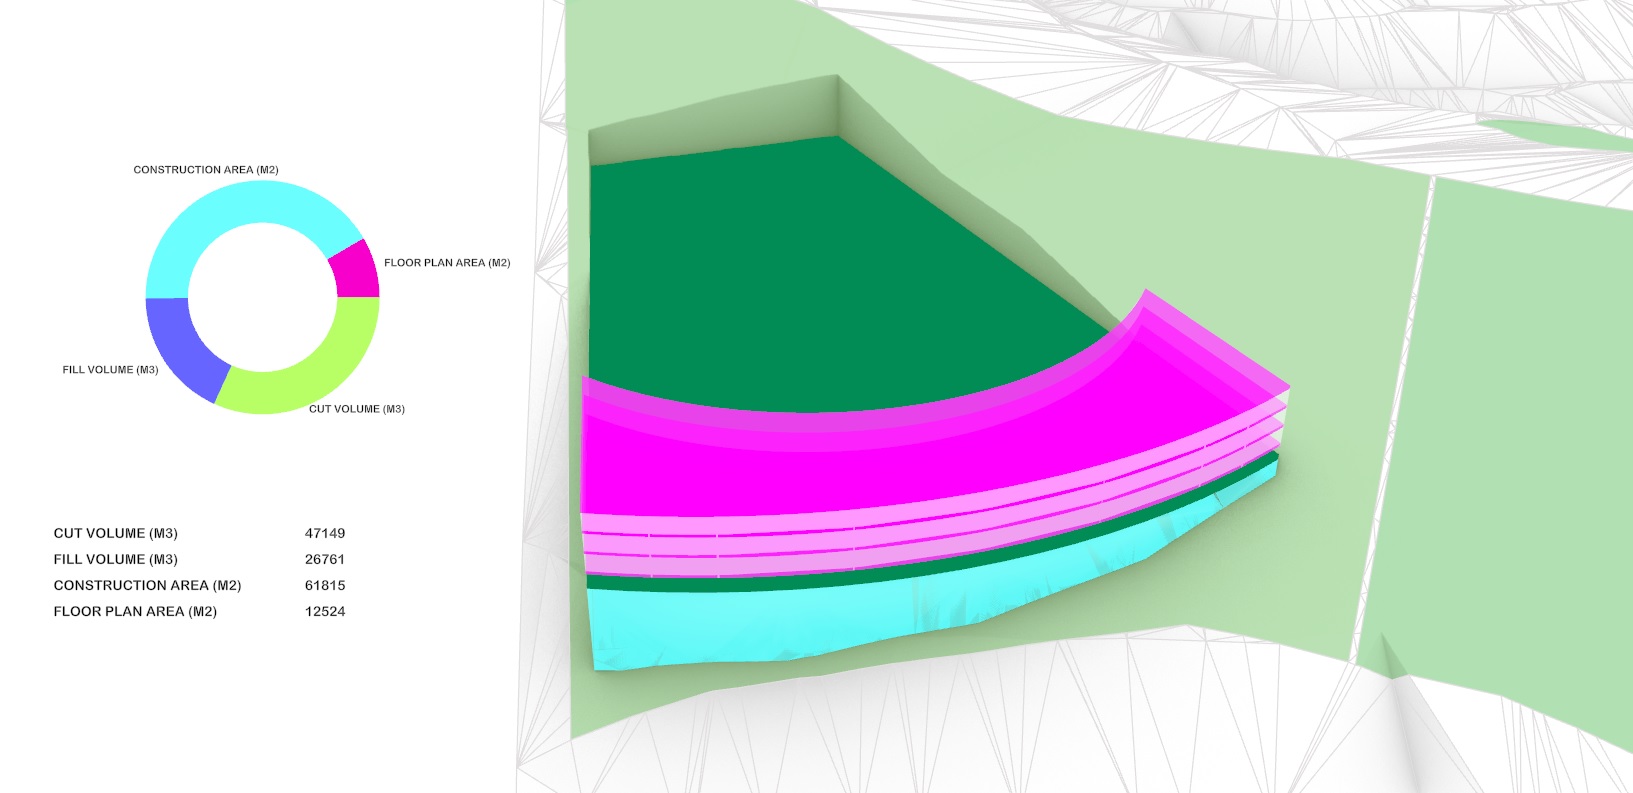 CONSTRUCTION AREA (M2)
FLOOR PLAN AREA (M2)
FILL VOLUME (M3)
CUT VOLUME (M3)
CUT VOLUME (M3) 47149
FILL VOLUME (M3) 26761
CONSTRUCTION AREA (M2) 61815
FLOOR PLAN AREA (M2) 12524